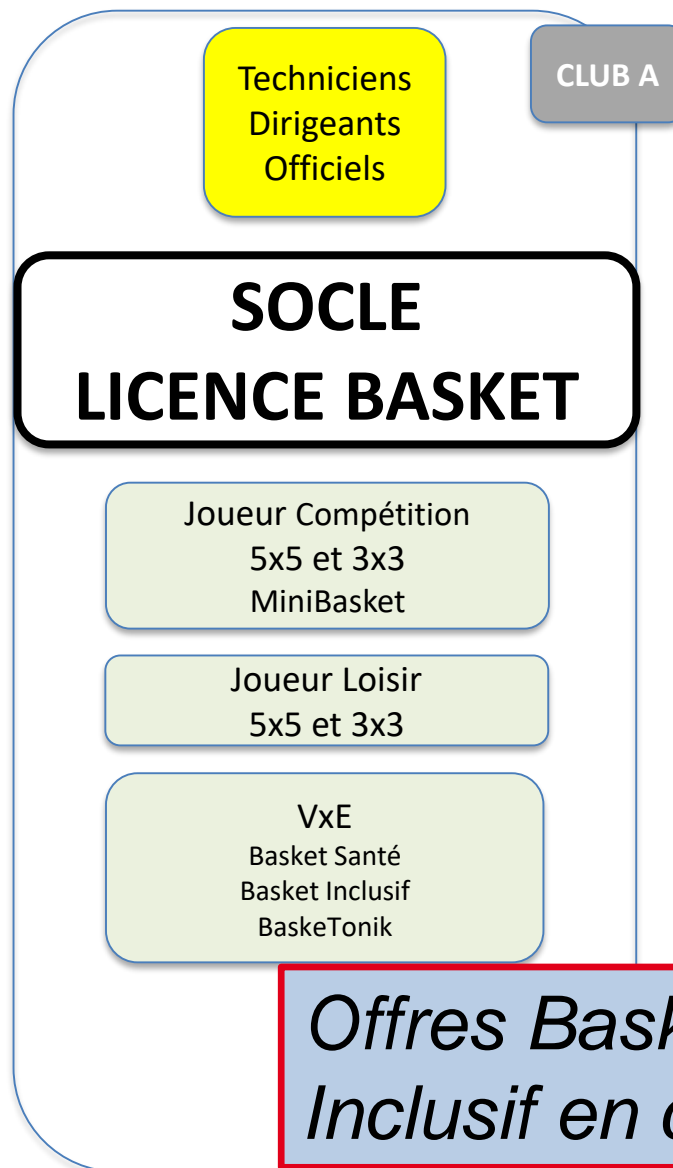 CLUB A
Techniciens
Dirigeants
Officiels
SOCLE
LICENCE BASKET
Joueur Compétition
5x5 et 3x3
MiniBasket
Joueur Loisir
5x5 et 3x3
VxE
Basket Santé
Basket Inclusif
BaskeTonik
Offres
Inclusif en